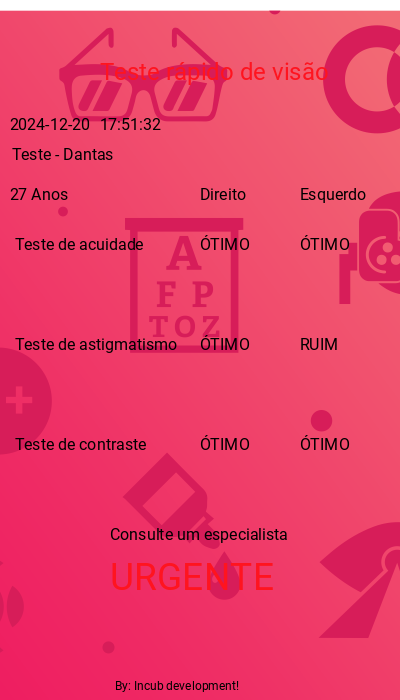 Teste rápido de visão
2024-12-20 17:51:32
Teste - Dantas
27 Anos Direito Esquerdo
Teste de acuidade ÓTIMO ÓTIMO
A
F P
T O Z
Teste de astigmatismo ÓTIMO RUIM
Teste de contraste ÓTIMO ÓTIMO
Consulte um especialista
URGENTE
By: Incub development!